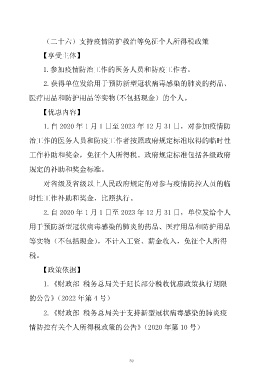 （二十六）支持疫情防护救治等免征个人所得税政策
【享受主体】
1.参加疫情防治工作的医务人员和防疫工作者。
2.获得单位发给用于预防新型冠状病毒感染的肺炎的药品、
医疗用品和防护用品等实物(不包括现金）的个人。
【优惠内容】
1.自 2020 年 1 月 1 日至 2023 年 12 月 31 日，对参加疫情防
治工作的医务人员和防疫工作者按照政府规定标准取得的临时性
工作补助和奖金，免征个人所得税。政府规定标准包括各级政府
规定的补助和奖金标准。
对省级及省级以上人民政府规定的对参与疫情防控人员的临
时性工作补助和奖金，比照执行。
2.自 2020 年 1 月 1 日至 2023 年 12 月 31 日，单位发给个人
用于预防新型冠状病毒感染的肺炎的药品、医疗用品和防护用品
等实物（不包括现金），不计入工资、薪金收入，免征个人所得
税。
【政策依据】
1.《财政部 税务总局关于延长部分税收优惠政策执行期限
的公告》（2022 年第 4 号）
2.《财政部 税务总局关于支持新型冠状病毒感染的肺炎疫
情防控有关个人所得税政策的公告》（2020 年第 10 号）